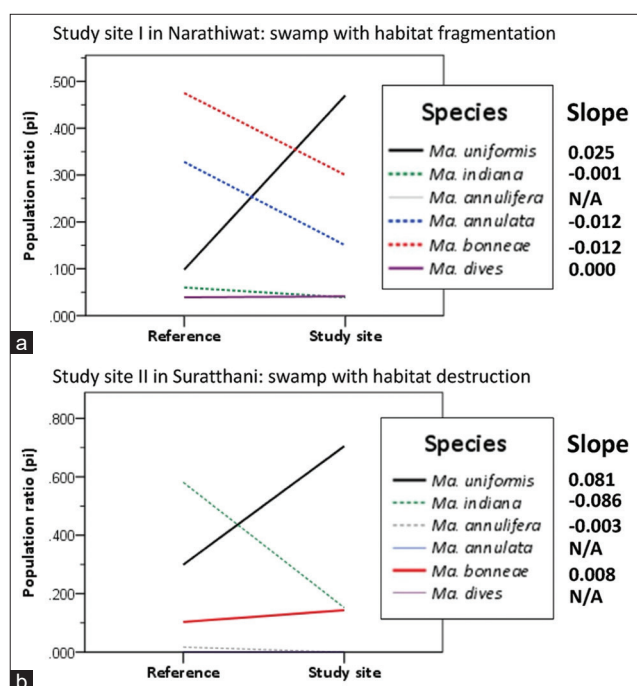 Study site I in Narathiwat: swamp with habitat fragmentation
Population ratio (pi)
.500
.400
.300
.200
.100
.000
Reference
Study site
Species
Slope
Ma. uniformis 0.025
Ma. indiana -0.001
Ma. annulifera N/A
Ma. annulata -0.012
Ma. bonneae -0.012
Ma. dives 0.000
a
Study site II in Suratthani: swamp with habitat destruction
Population ratio (pi)
.800
.600
.400
.200
.000
Reference
Study site
Species
Slope
Ma. uniformis 0.081
Ma. indiana -0.086
Ma. annulifera -0.003
Ma. annulata N/A
Ma. bonneae 0.008
Ma. dives N/A
b